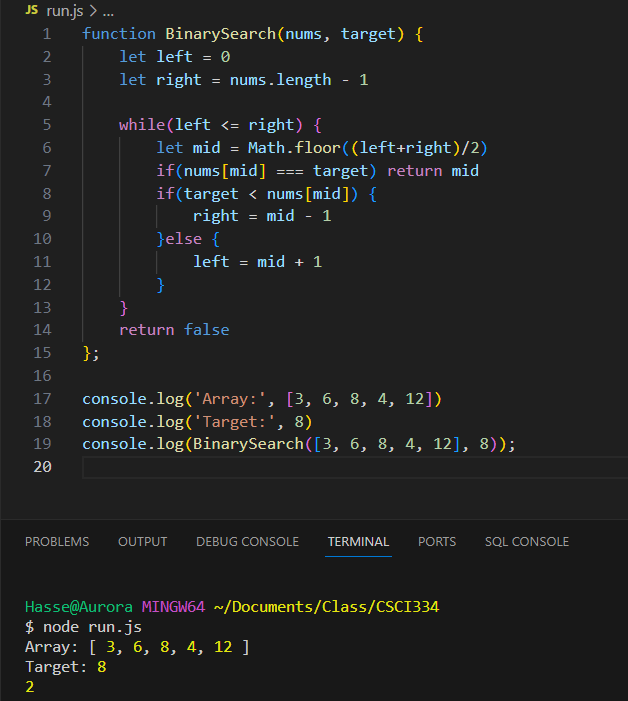 JS run.js > ...
1 function BinarySearch(nums, target) {
2 let left = 0
3 let right = nums.length - 1
4
5 while(left <= right) {
6 let mid = Math.floor((left+right)/2)
7 if(nums[mid] === target) return mid
8 if(target < nums[mid]) {
9 right = mid - 1
10 }else {
11 left = mid + 1
12 }
13 }
14 return false
15 };
16
17 console.log('Array:', [3, 6, 8, 4, 12])
18 console.log('Target:', 8)
19 console.log(BinarySearch([3, 6, 8, 4, 12], 8));
20
PROBLEMS OUTPUT DEBUG CONSOLE TERMINAL PORTS SQL CONSOLE
Hasse@Aurora MINGW64 ~/Documents/Class/CSCI334
$ node run.js
Array: [ 3, 6, 8, 4, 12 ]
Target: 8
2